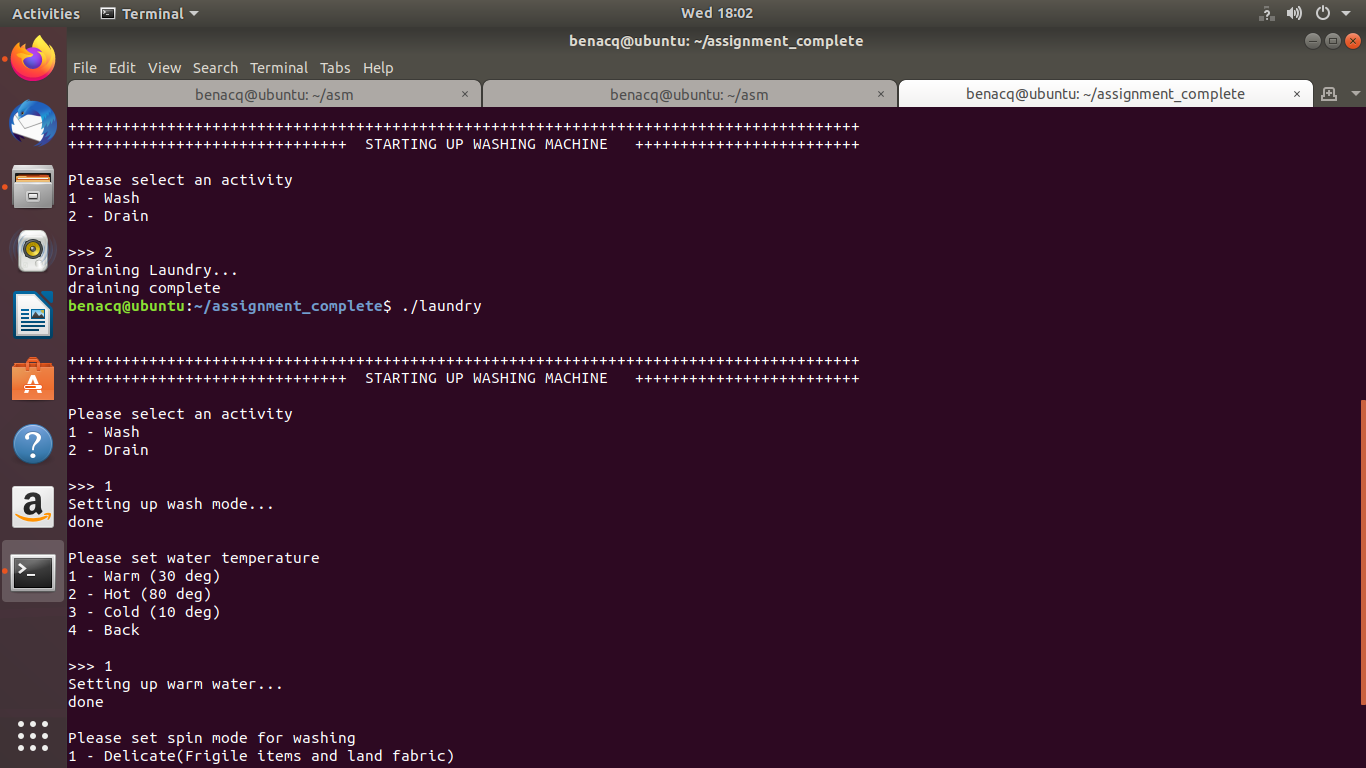 Activities Terminal Wed 18:02
benacq@ubuntu: ~/assignment_complete
File Edit View Search Terminal Tabs Help
benacq@ubuntu: ~/asm × benacq@ubuntu: ~/asm × benacq@ubuntu: ~/assignment_complete ×
++++++++++++++++++++++++++++++++++++++++++++++++++++++++++++++++++++++++++++++++++++++++
+++++++++++++++++++++++++++++++  STARTING UP WASHING MACHINE   +++++++++++++++++++++++++
Please select an activity
1 - Wash
2 - Drain
>>> 2
Draining Laundry...
draining complete
benacq@ubuntu:~/assignment_complete$ ./laundry
++++++++++++++++++++++++++++++++++++++++++++++++++++++++++++++++++++++++++++++++++++++++
+++++++++++++++++++++++++++++++  STARTING UP WASHING MACHINE   +++++++++++++++++++++++++
Please select an activity
1 - Wash
2 - Drain
>>> 1
Setting up wash mode...
done
Please set water temperature
1 - Warm (30 deg)
2 - Hot (80 deg)
3 - Cold (10 deg)
4 - Back
>>> 1
Setting up warm water...
done
Please set spin mode for washing
1 - Delicate(Frigile items and land fabric)